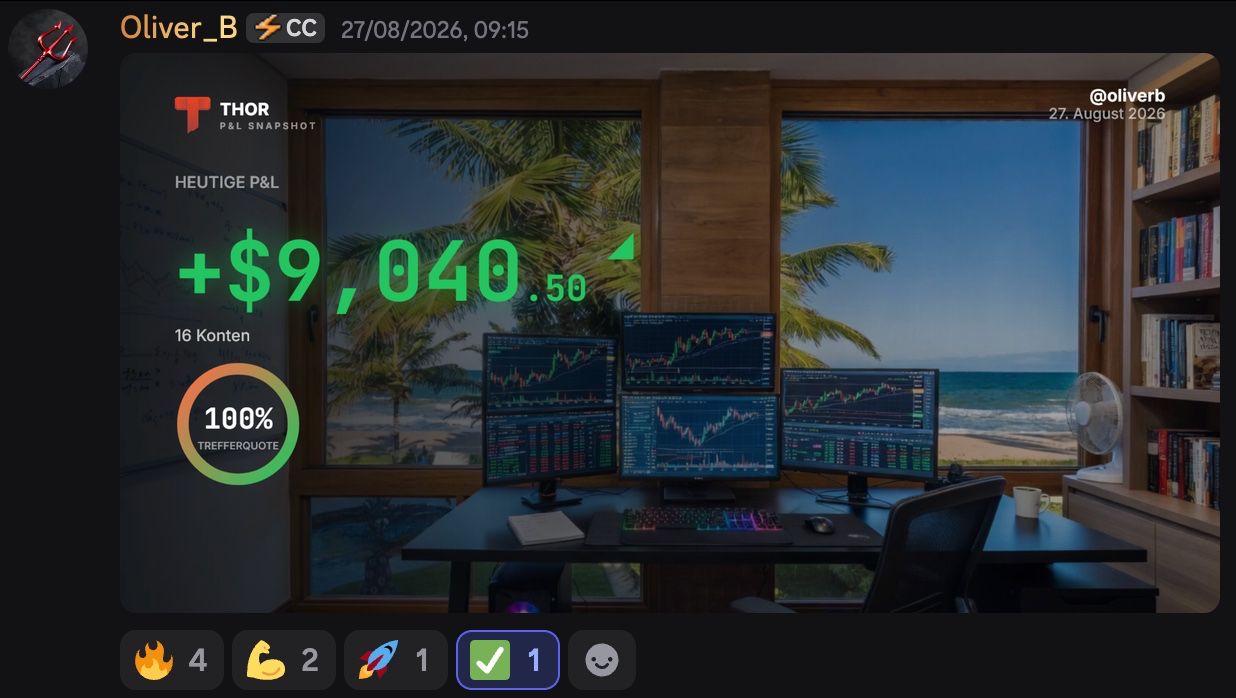 Oliver_B ⚡CC 27/08/2026, 09:15
THOR
P&L SNAPSHOT
@oliverb
27. August 2026
HEUTIGE P&L
+$9,040.50
16 Konten
100%
TREFFERQUOTE
🔥 4 💪 2 🚀 1 ✅ 1